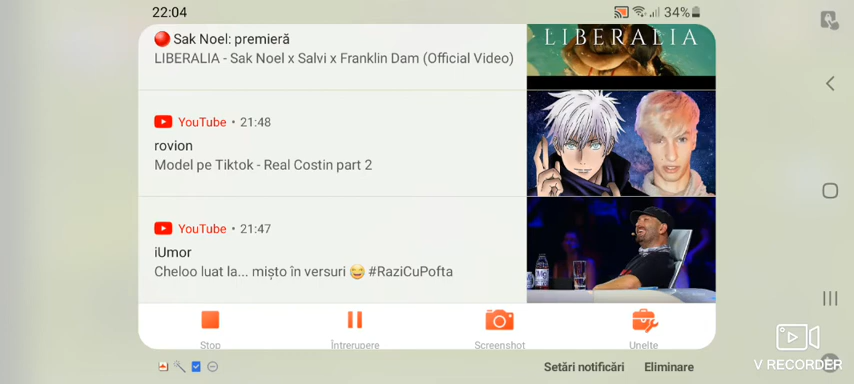 22:04
34%
Sak Noel: premieră
LIBERALIA - Sak Noel x Salvi x Franklin Dam (Official Video)
LIBERALIA
YouTube • 21:48
rovion
Model pe Tiktok - Real Costin part 2
YouTube • 21:47
iUmor
Cheloo luat la... mișto în versuri 😂 #RaziCuPofta
Stop
Întrerupere
Screenshot
Unelte
V RECORDER
Setări notificări
Eliminare